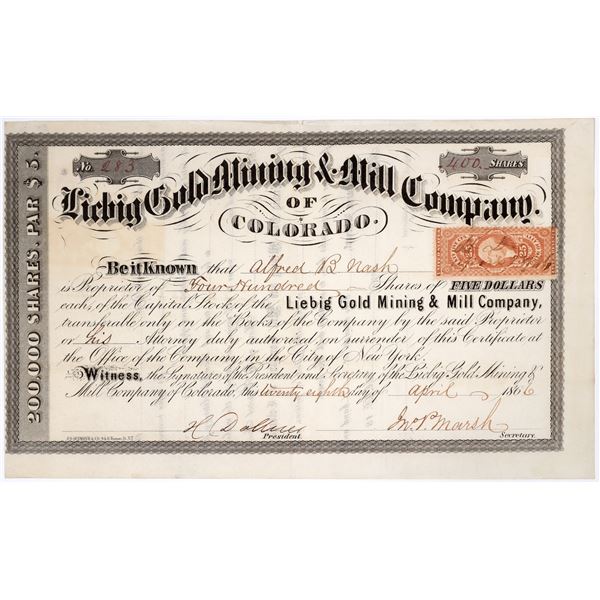 No. 283
400 SHARES
Liebig Gold Mining & Mill Company.
OF
COLORADO.
200,000 SHARES, PAR $5.
25 25
Be it Known that Alfred B Nash
is Proprietor of Four Hundred Shares of FIVE DOLLARS
each, of the Capital Stock of the Liebig Gold Mining & Mill Company,
transferable only on the Books of the Company by the said Proprietor
or his Attorney duly authorized, on surrender of this Certificate at
the Office of the Company, in the City of New York.
Witness, the Signatures of the President and Secretary of the Liebig Gold Mining &
Mill Company of Colorado, this twenty eighth day of April 1866
H Jno. P. Marsh
President. Secretary.